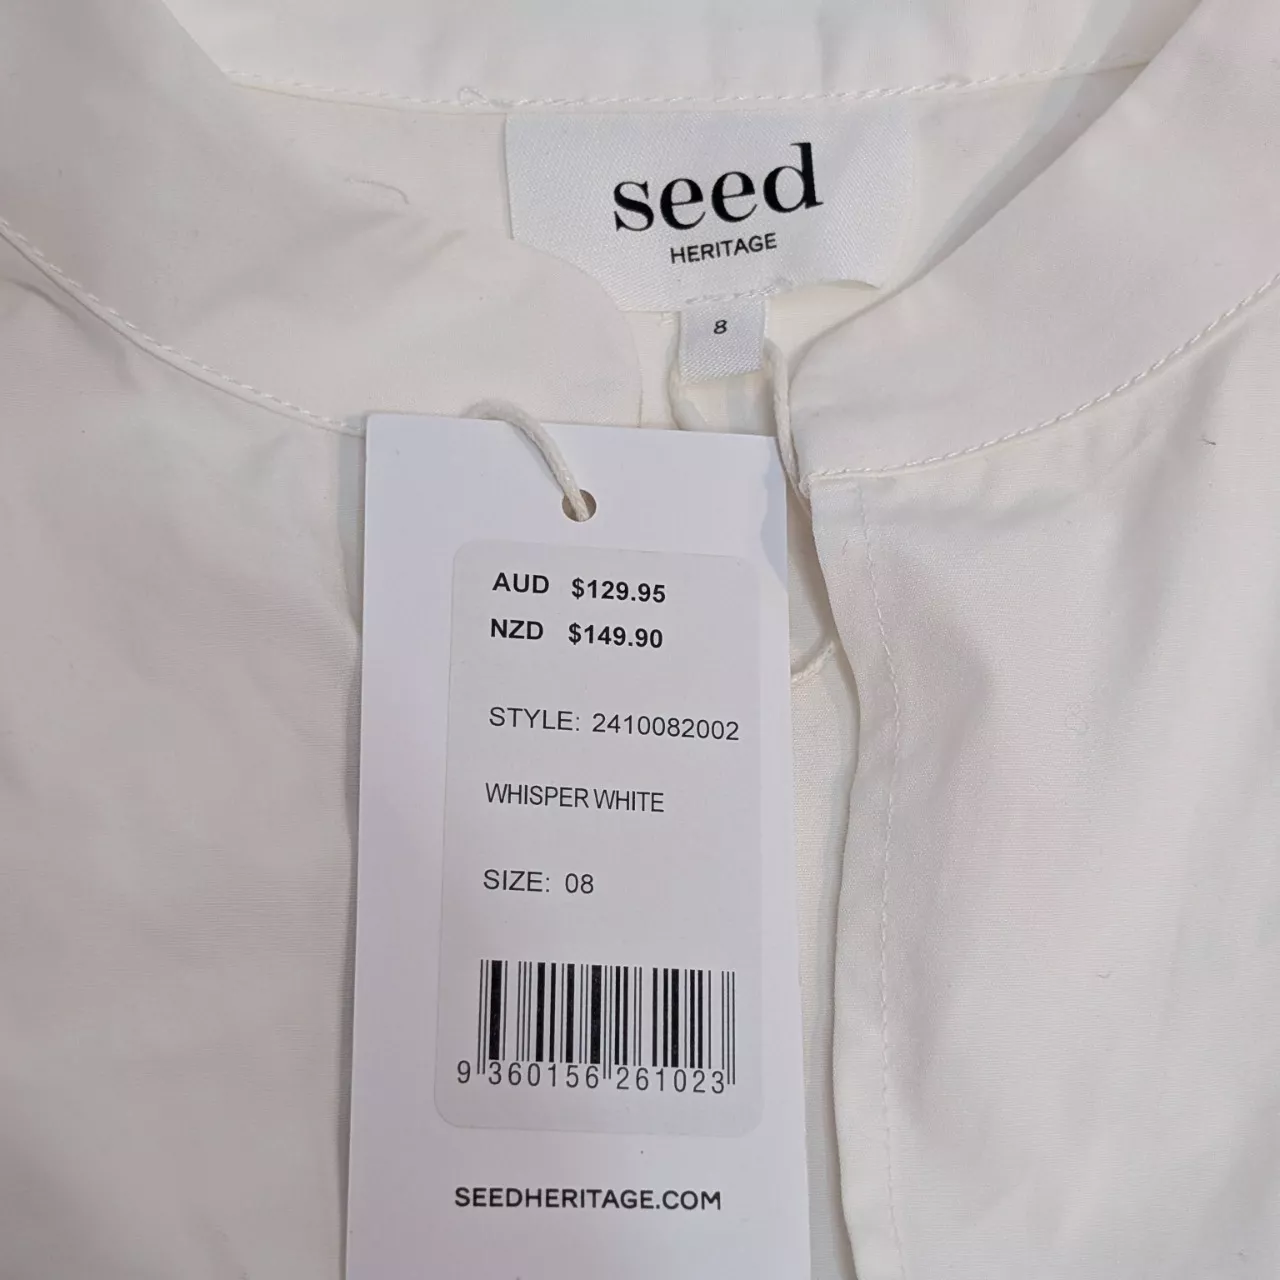 seed
HERITAGE
8
AUD $129.95
NZD $149.90
STYLE: 2410082002
WHISPER WHITE
SIZE: 08
9 360156 261023
SEEDHERITAGE.COM